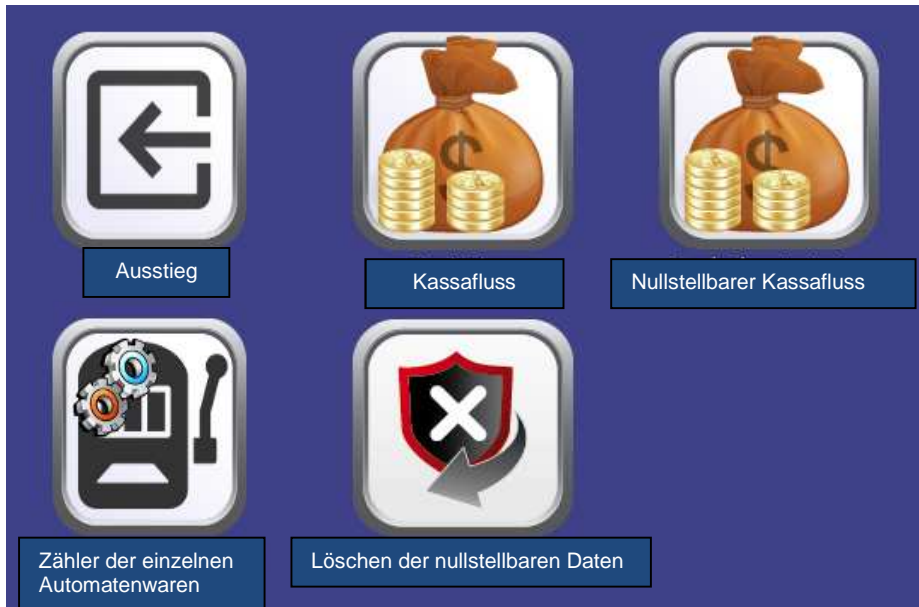 Ausstieg
Kassafluss
Nullstellbarer Kassafluss
Zähler der einzelnen
Automatenwaren
Löschen der nullstellbaren Daten